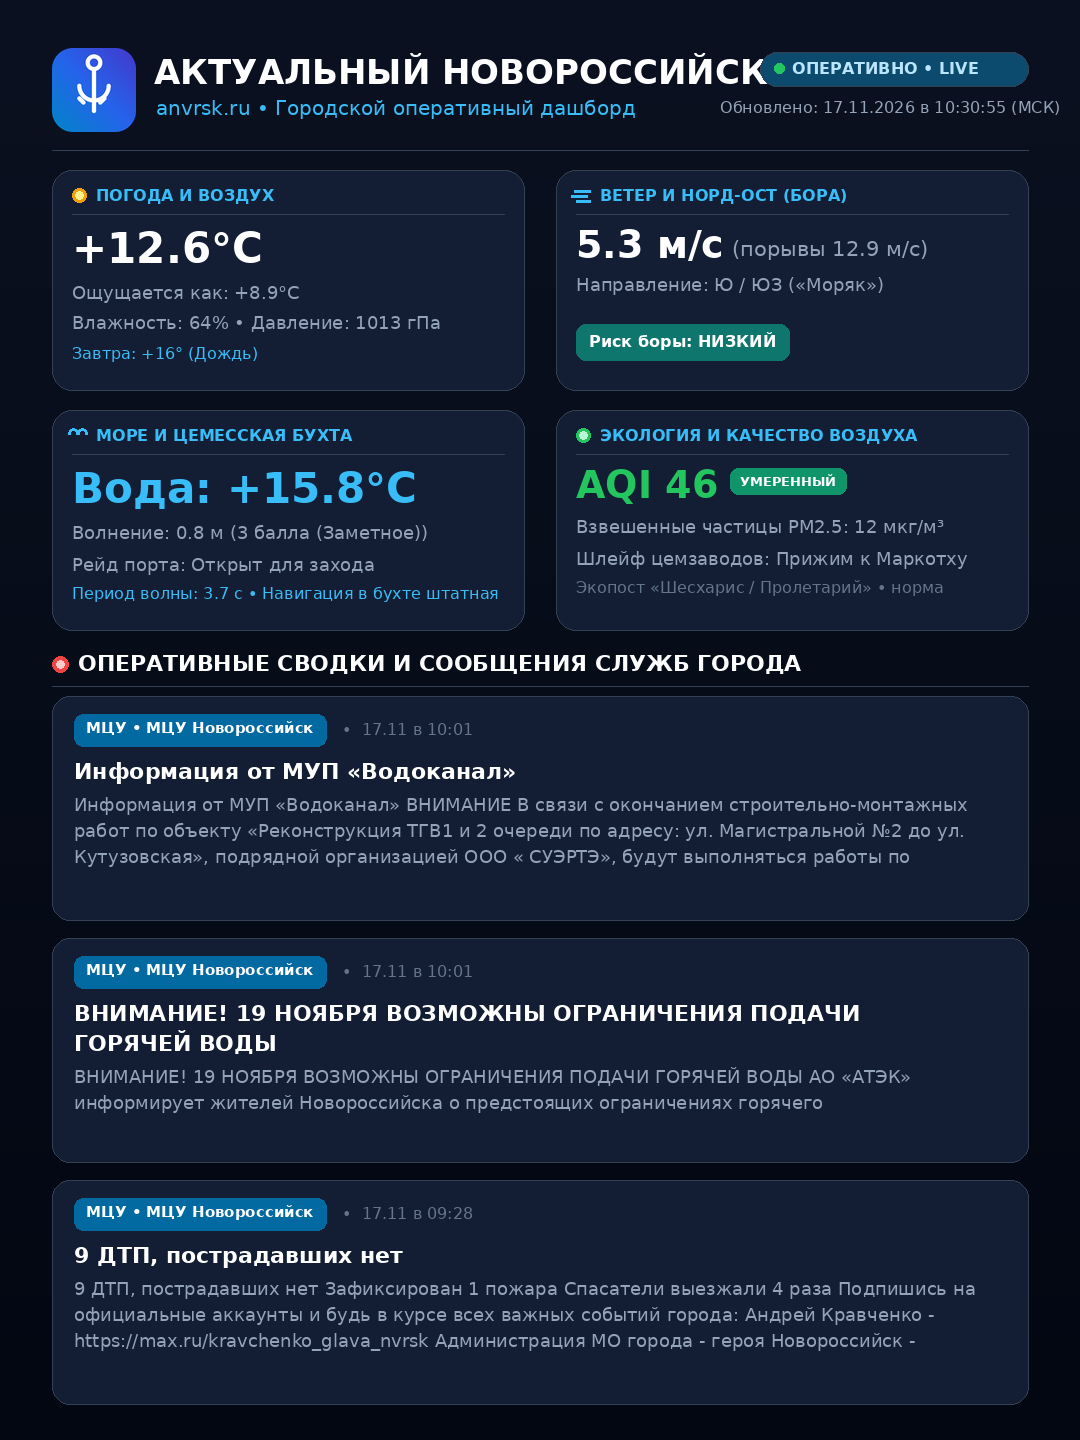 АКТУАЛЬНЫЙ НОВОРОССИЙСК
ОПЕРАТИВНО • LIVE
anvrsk.ru • Городской оперативный дашборд
Обновлено: 17.11.2026 в 10:30:55 (МСК)
ПОГОДА И ВОЗДУХ
+12.6°C
Ощущается как: +8.9°C
Влажность: 64% • Давление: 1013 гПа
Завтра: +16° (Дождь)
ВЕТЕР И НОРД-ОСТ (БОРА)
5.3 м/с (порывы 12.9 м/с)
Направление: Ю / ЮЗ («Моряк»)
Риск боры: НИЗКИЙ
МОРЕ И ЦЕМЕССКАЯ БУХТА
Вода: +15.8°C
Волнение: 0.8 м (3 балла (Заметное))
Рейд порта: Открыт для захода
Период волны: 3.7 с • Навигация в бухте штатная
ЭКОЛОГИЯ И КАЧЕСТВО ВОЗДУХА
AQI 46 УМЕРЕННЫЙ
Взвешенные частицы PM2.5: 12 мкг/м³
Шлейф цемзаводов: Прижим к Маркотху
Экопост «Шесхарис / Пролетарий» • норма
ОПЕРАТИВНЫЕ СВОДКИ И СООБЩЕНИЯ СЛУЖБ ГОРОДА
МЦУ • МЦУ Новороссийск • 17.11 в 10:01
Информация от МУП «Водоканал»
Информация от МУП «Водоканал» ВНИМАНИЕ В связи с окончанием строительно-монтажных
работ по объекту «Реконструкция ТГВ1 и 2 очереди по адресу: ул. Магистральной №2 до ул.
Кутузовская», подрядной организацией ООО « СУЭРТЭ», будут выполняться работы по
МЦУ • МЦУ Новороссийск • 17.11 в 10:01
ВНИМАНИЕ! 19 НОЯБРЯ ВОЗМОЖНЫ ОГРАНИЧЕНИЯ ПОДАЧИ
ГОРЯЧЕЙ ВОДЫ
ВНИМАНИЕ! 19 НОЯБРЯ ВОЗМОЖНЫ ОГРАНИЧЕНИЯ ПОДАЧИ ГОРЯЧЕЙ ВОДЫ АО «АТЭК»
информирует жителей Новороссийска о предстоящих ограничениях горячего
МЦУ • МЦУ Новороссийск • 17.11 в 09:28
9 ДТП, пострадавших нет
9 ДТП, пострадавших нет Зафиксирован 1 пожара Спасатели выезжали 4 раза Подпишись на
официальные аккаунты и будь в курсе всех важных событий города: Андрей Кравченко -
https://max.ru/kravchenko_glava_nvrsk Администрация МО города - героя Новороссийск -